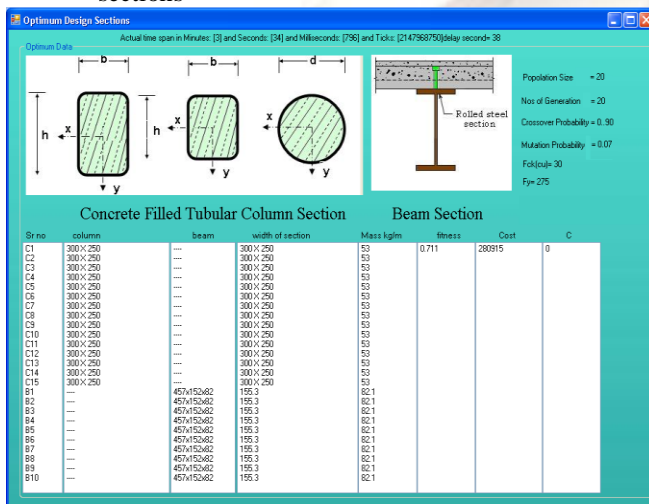 sections
Optimum Design Sections
Actual time span in Minutes: [3] and Seconds: [34] and Milliseconds: [796] and Ticks: [2147968750]delay second= 38
Optimum Data
b b d
h x y h x y x y
Rolled steel
section
Popolation Size = 20
Nos of Generation = 20
Crossover Probability = 0.90
Mutation Probability = 0.07
Fck(cu)= 30
Fy= 275
Concrete Filled Tubular Column Section Beam Section
Sr no column beam width of section Mass kg/m fitness Cost C
C1 300 X 250 ---- 300 X 250 53 0.711 280915 0
C2 300 X 250 ---- 300 X 250 53
C3 300 X 250 ---- 300 X 250 53
C4 300 X 250 ---- 300 X 250 53
C5 300 X 250 ---- 300 X 250 53
C6 300 X 250 ---- 300 X 250 53
C7 300 X 250 ---- 300 X 250 53
C8 300 X 250 ---- 300 X 250 53
C9 300 X 250 ---- 300 X 250 53
C10 300 X 250 ---- 300 X 250 53
C11 300 X 250 ---- 300 X 250 53
C12 300 X 250 ---- 300 X 250 53
C13 300 X 250 ---- 300 X 250 53
C14 300 X 250 ---- 300 X 250 53
C15 300 X 250 ---- 300 X 250 53
B1 ---- 457x152x82 155.3 82.1
B2 ---- 457x152x82 155.3 82.1
B3 ---- 457x152x82 155.3 82.1
B4 ---- 457x152x82 155.3 82.1
B5 ---- 457x152x82 155.3 82.1
B6 ---- 457x152x82 155.3 82.1
B7 ---- 457x152x82 155.3 82.1
B8 ---- 457x152x82 155.3 82.1
B9 ---- 457x152x82 155.3 82.1
B10 ---- 457x152x82 155.3 82.1